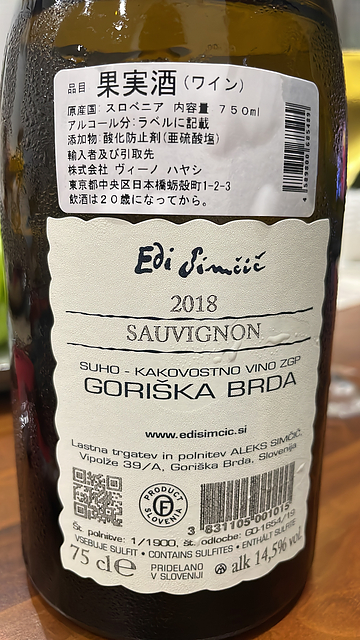 品目 果実酒(ワイン)
原産国:スロベニア 内容量 750ml
アルコール分:ラベルに記載
添加物:酸化防止剤(亜硫酸塩)
輸入者及び引取先
株式会社 ヴィーノ ハヤシ
東京都中央区日本橋蛎殻町1-2-3
飲酒は20歳になってから。
Edi Simčič
2018
SAUVIGNON
SUHO - KAKOVOSTNO VINO ZGP
GORIŠKA BRDA
www.edisimcic.si
Lastna trgatev in polnitev ALEKS SIMČIČ,
Vipolže 39/A, Goriška Brda, Slovenija
PRODUCT SLOVENIA
3 831105 001015
Št. polnitve: 1/1900, št. odločbe: GO-1654/19
VSEBUJE SULFIT • CONTAINS SULFITES • ENTHÄLT SULFITE
75 cl e PRIDELANO V SLOVENIJI alk 14,5% vol.